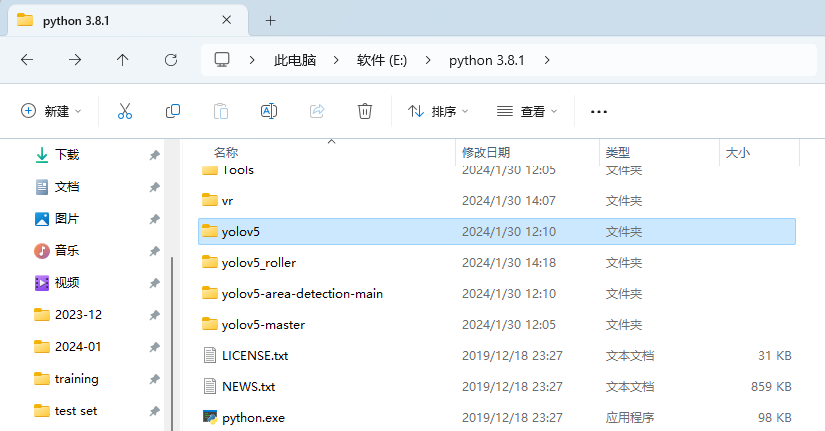 python 3.8.1
此电脑 软件 (E:) python 3.8.1
新建 排序 查看
名称 修改日期 类型 大小
下载
文档
图片
音乐
视频
2023-12
2024-01
training
test set
Tools 2024/1/30 12:05 文件夹
vr 2024/1/30 14:07 文件夹
yolov5 2024/1/30 12:10 文件夹
yolov5_roller 2024/1/30 14:18 文件夹
yolov5-area-detection-main 2024/1/30 12:10 文件夹
yolov5-master 2024/1/30 12:05 文件夹
LICENSE.txt 2019/12/18 23:27 文本文档 31 KB
NEWS.txt 2019/12/18 23:27 文本文档 859 KB
python.exe 2019/12/18 23:27 应用程序 98 KB